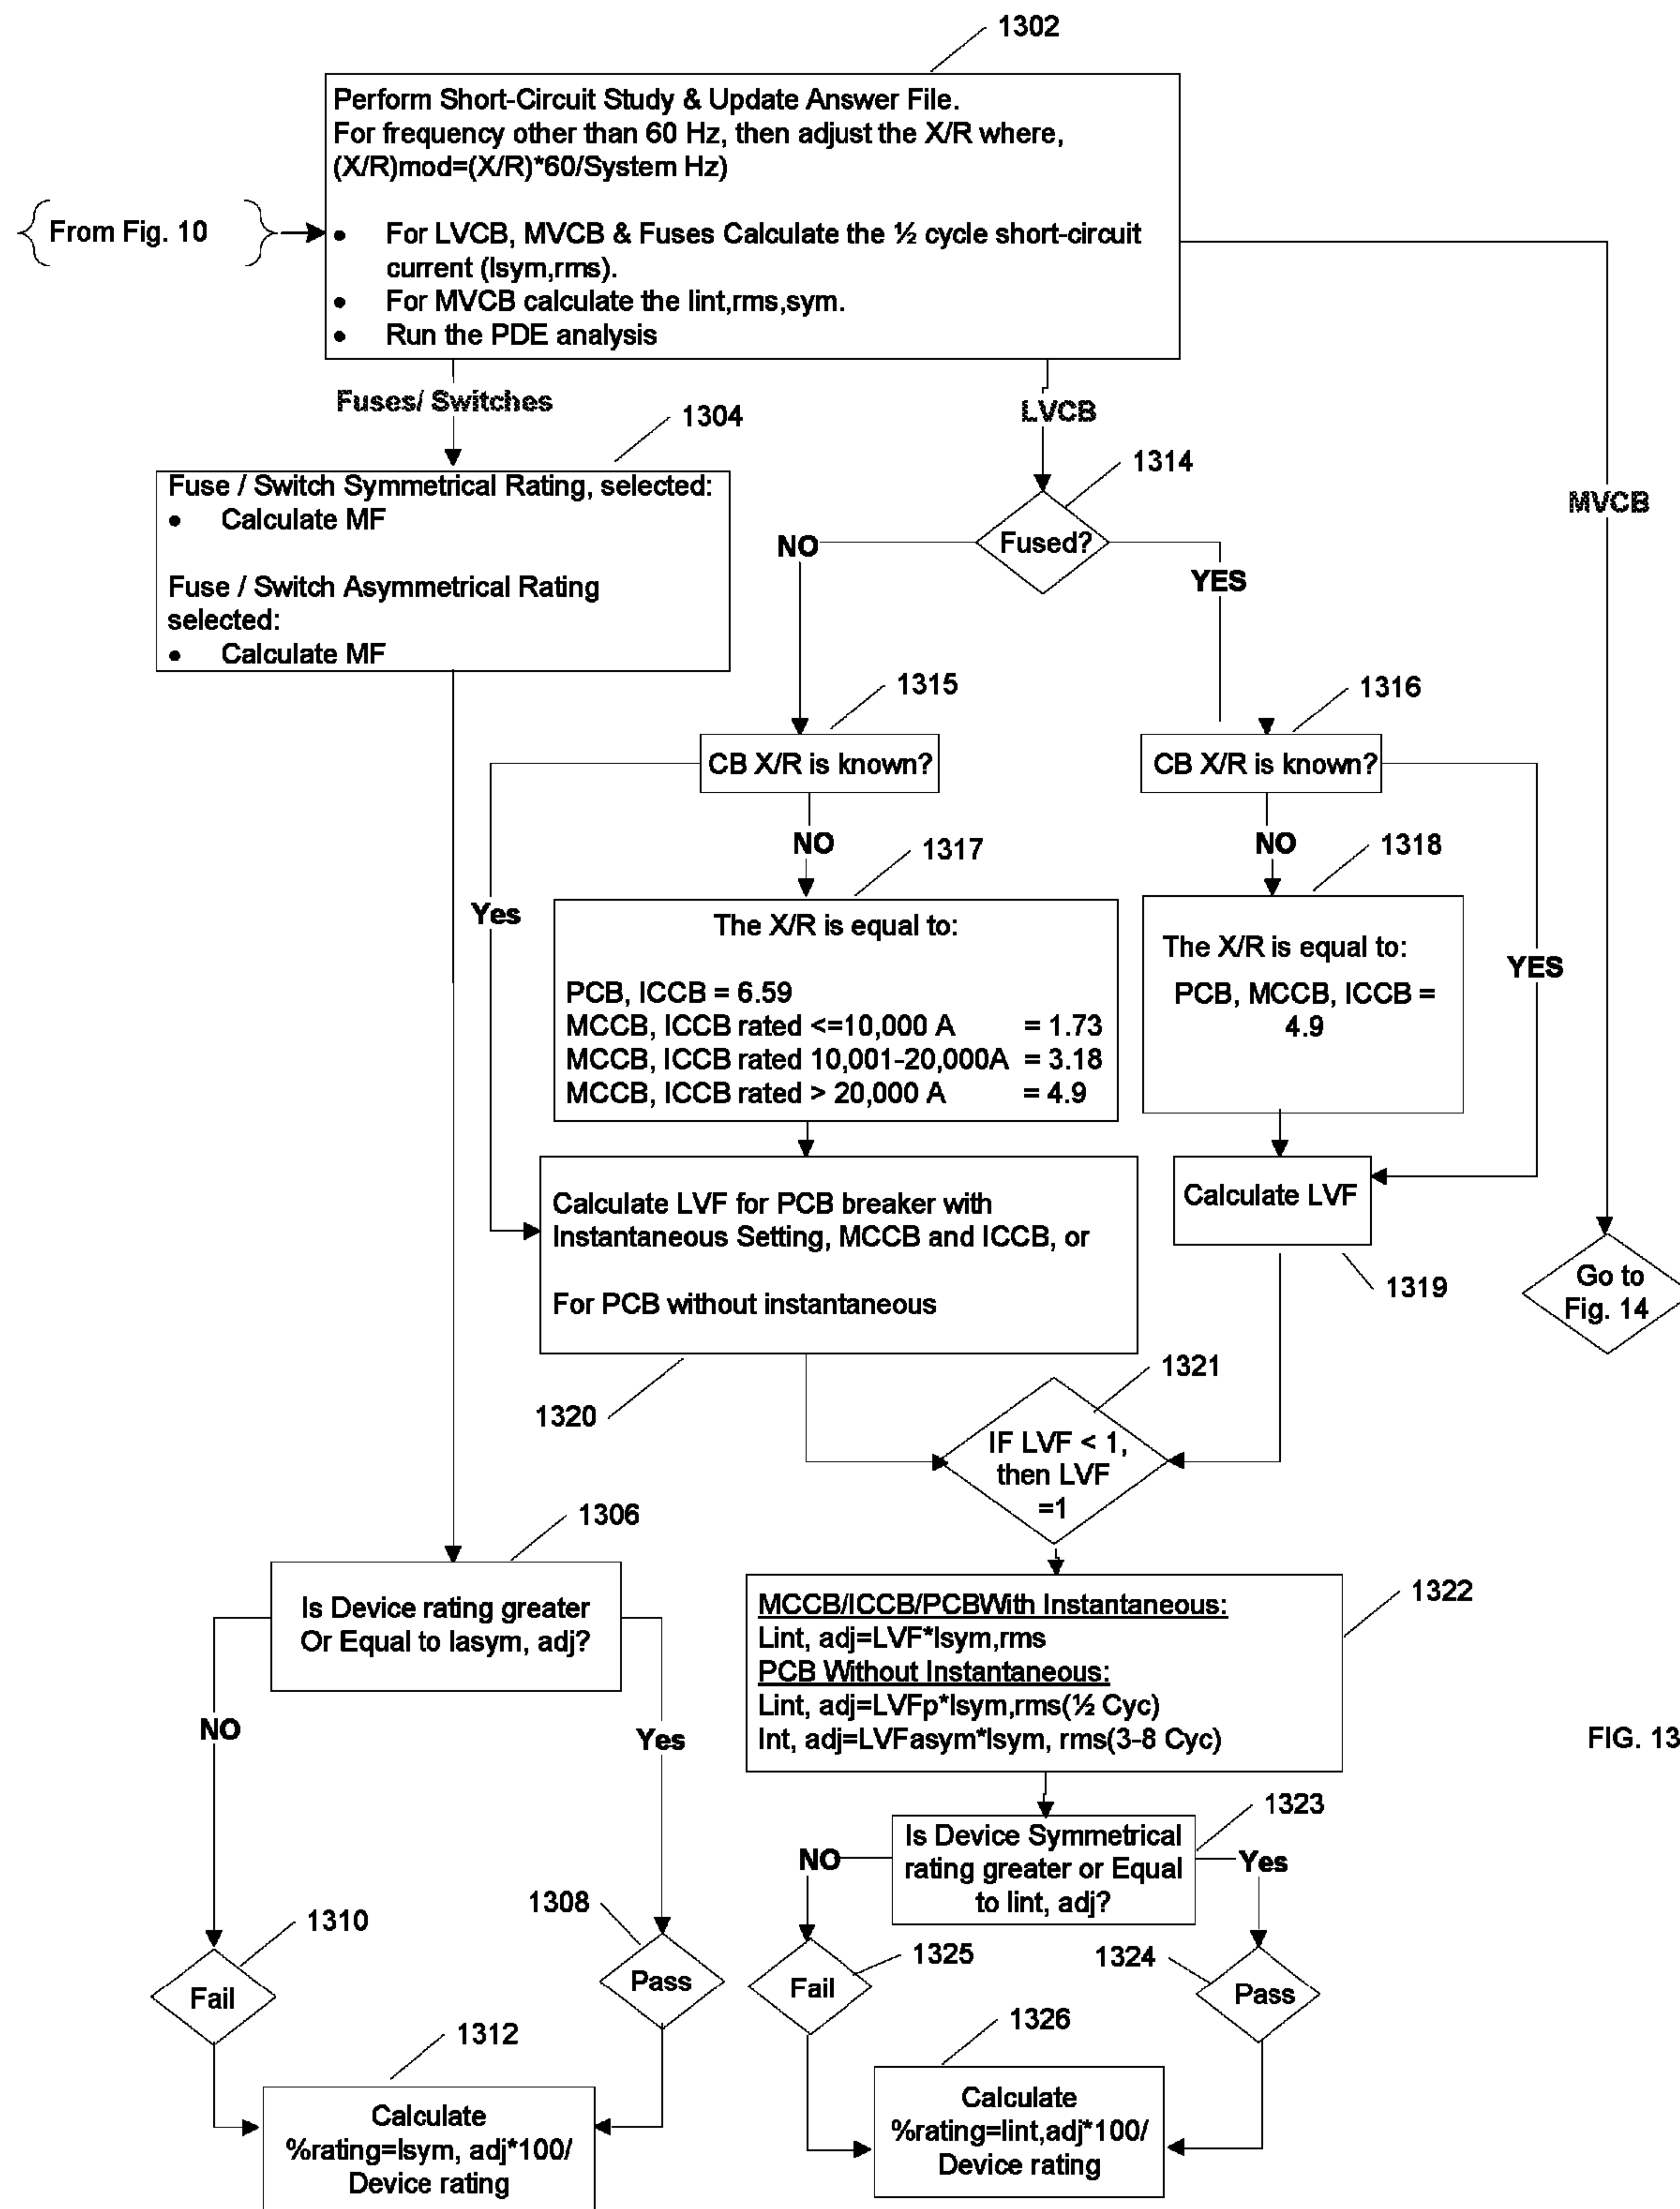 1302
Perform Short-Circuit Study & Update Answer File.
For frequency other than 60 Hz, then adjust the X/R where,
(X/R)mod=(X/R)*60/System Hz)
From Fig. 10
• For LVCB, MVCB & Fuses Calculate the ½ cycle short-circuit
current (Isym,rms).
• For MVCB calculate the Iint,rms,sym.
• Run the PDE analysis
Fuses/ Switches
LVCB
MVCB
1304
Fuse / Switch Symmetrical Rating, selected:
• Calculate MF
Fuse / Switch Asymmetrical Rating
selected:
• Calculate MF
1314
Fused?
NO
YES
1315
CB X/R is known?
1316
CB X/R is known?
NO
NO
Yes
YES
1317
The X/R is equal to:
PCB, ICCB = 6.59
MCCB, ICCB rated <=10,000 A = 1.73
MCCB, ICCB rated 10,001-20,000A = 3.18
MCCB, ICCB rated > 20,000 A = 4.9
1318
The X/R is equal to:
PCB, MCCB, ICCB =
4.9
Calculate LVF for PCB breaker with
Instantaneous Setting, MCCB and ICCB, or
For PCB without instantaneous
1320
Calculate LVF
1319
Go to
Fig. 14
1321
IF LVF < 1,
then LVF
=1
1306
Is Device rating greater
Or Equal to Iasym, adj?
NO
Yes
1322
MCCB/ICCB/PCBWith Instantaneous:
Lint, adj=LVF*Isym,rms
PCB Without Instantaneous:
Lint, adj=LVFp*Isym,rms(½ Cyc)
Int, adj=LVFasym*Isym, rms(3-8 Cyc)
FIG. 13
1323
Is Device Symmetrical
rating greater or Equal
to Iint, adj?
NO
Yes
1310
Fail
1308
Pass
1325
Fail
1324
Pass
1312
Calculate
%rating=Isym, adj*100/
Device rating
1326
Calculate
%rating=Iint,adj*100/
Device rating